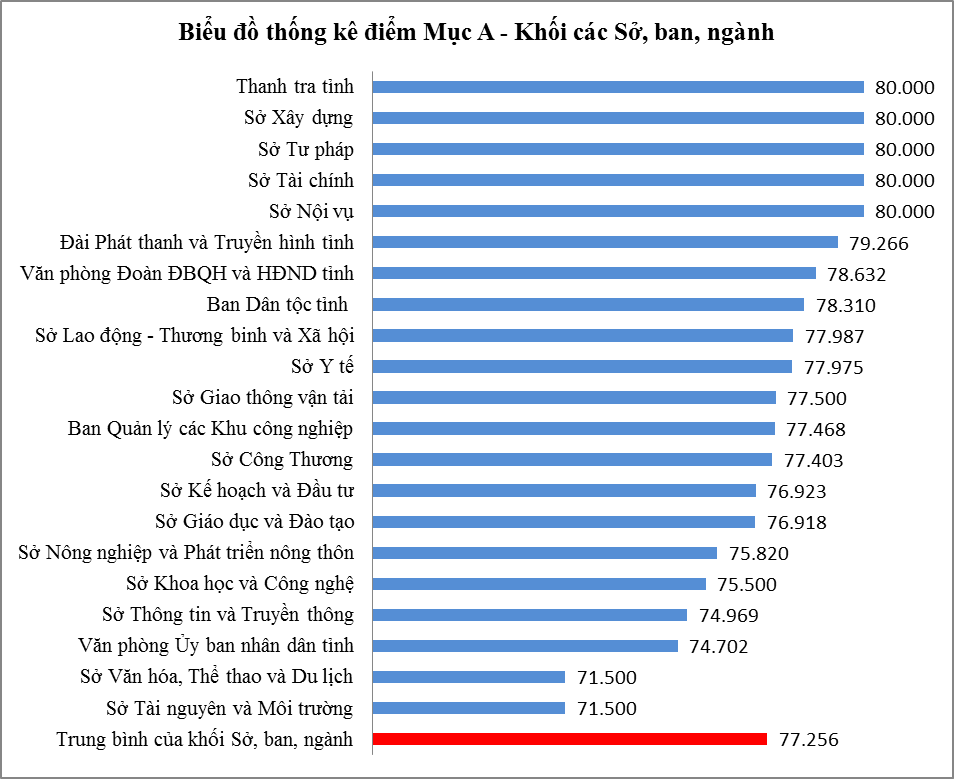 Biểu đồ thống kê điểm Mục A - Khối các Sở, ban, ngành
Thanh tra tỉnh 80.000
Sở Xây dựng 80.000
Sở Tư pháp 80.000
Sở Tài chính 80.000
Sở Nội vụ 80.000
Đài Phát thanh và Truyền hình tỉnh 79.266
Văn phòng Đoàn ĐBQH và HĐND tỉnh 78.632
Ban Dân tộc tỉnh 78.310
Sở Lao động - Thương binh và Xã hội 77.987
Sở Y tế 77.975
Sở Giao thông vận tải 77.500
Ban Quản lý các Khu công nghiệp 77.468
Sở Công Thương 77.403
Sở Kế hoạch và Đầu tư 76.923
Sở Giáo dục và Đào tạo 76.918
Sở Nông nghiệp và Phát triển nông thôn 75.820
Sở Khoa học và Công nghệ 75.500
Sở Thông tin và Truyền thông 74.969
Văn phòng Ủy ban nhân dân tỉnh 74.702
Sở Văn hóa, Thể thao và Du lịch 71.500
Sở Tài nguyên và Môi trường 71.500
Trung bình của khối Sở, ban, ngành 77.256